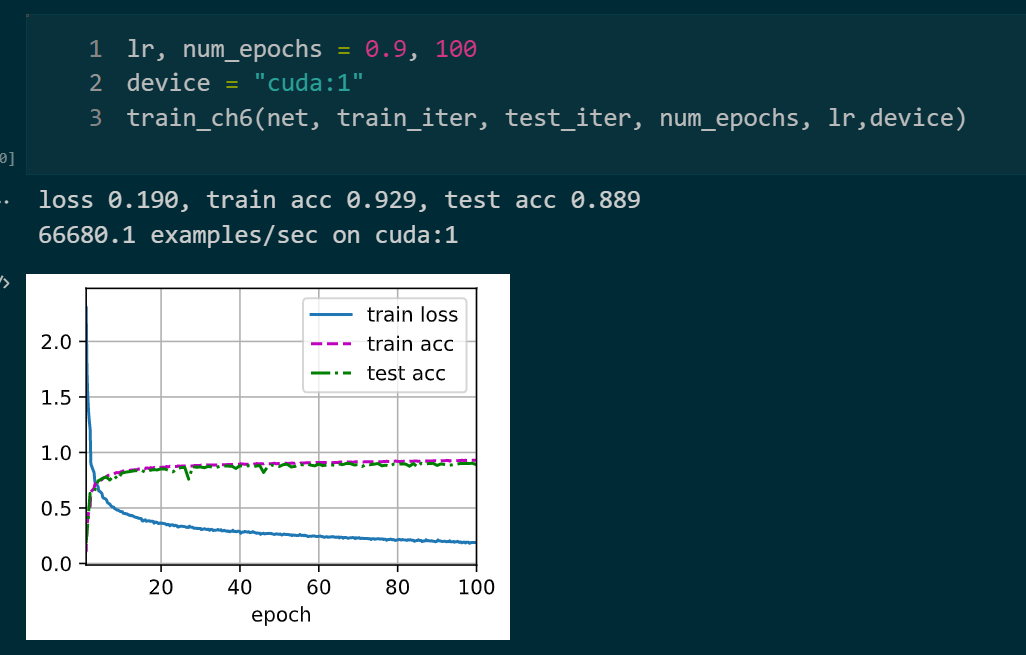 1 lr, num_epochs = 0.9, 100
2 device = "cuda:1"
3 train_ch6(net, train_iter, test_iter, num_epochs, lr,device)
0]
loss 0.190, train acc 0.929, test acc 0.889
66680.1 examples/sec on cuda:1
train loss
train acc
test acc
2.0
1.5
1.0
0.5
0.0
20 40 60 80 100
epoch